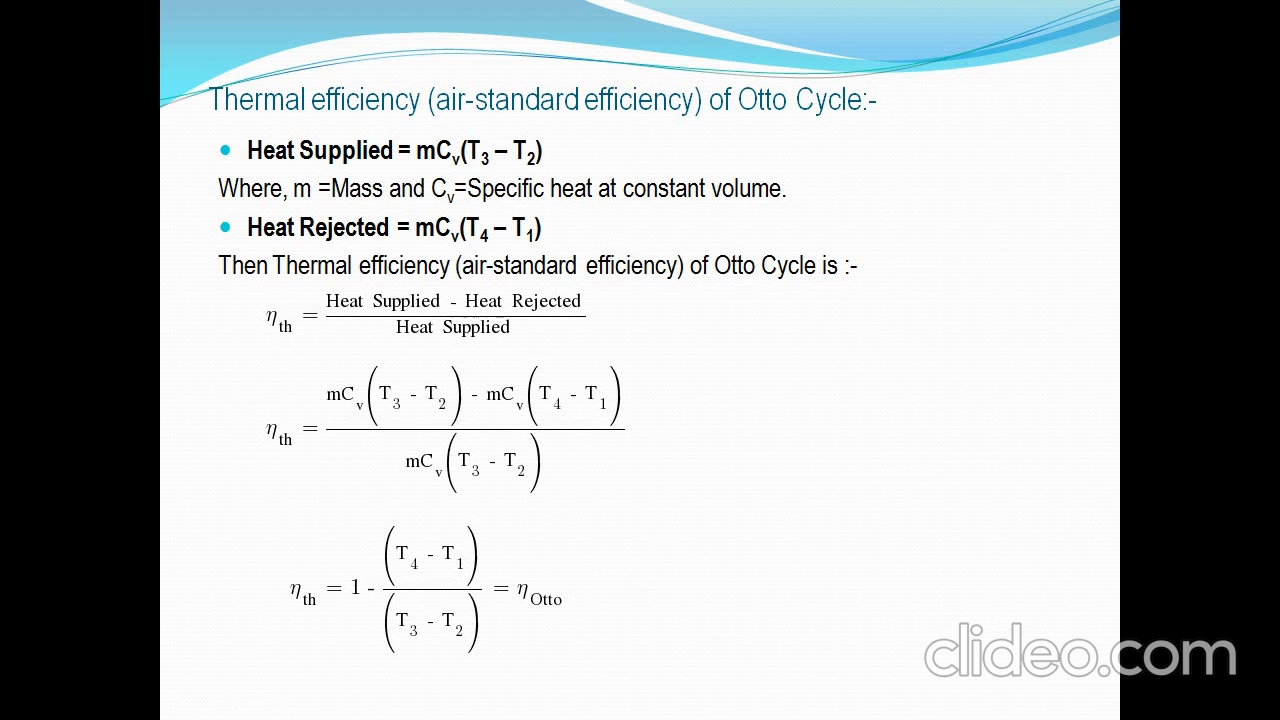 Thermal efficiency (air-standard efficiency) of Otto Cycle:-
• Heat Supplied = mCv(T3 – T2)
Where, m =Mass and Cv=Specific heat at constant volume.
• Heat Rejected = mCv(T4 – T1)
Then Thermal efficiency (air-standard efficiency) of Otto Cycle is :-
ηth = (Heat Supplied - Heat Rejected) / (Heat Supplied)
ηth = (mCv(T3 - T2) - mCv(T4 - T1)) / (mCv(T3 - T2))
ηth = 1 - (T4 - T1) / (T3 - T2) = ηOtto
clideo.com